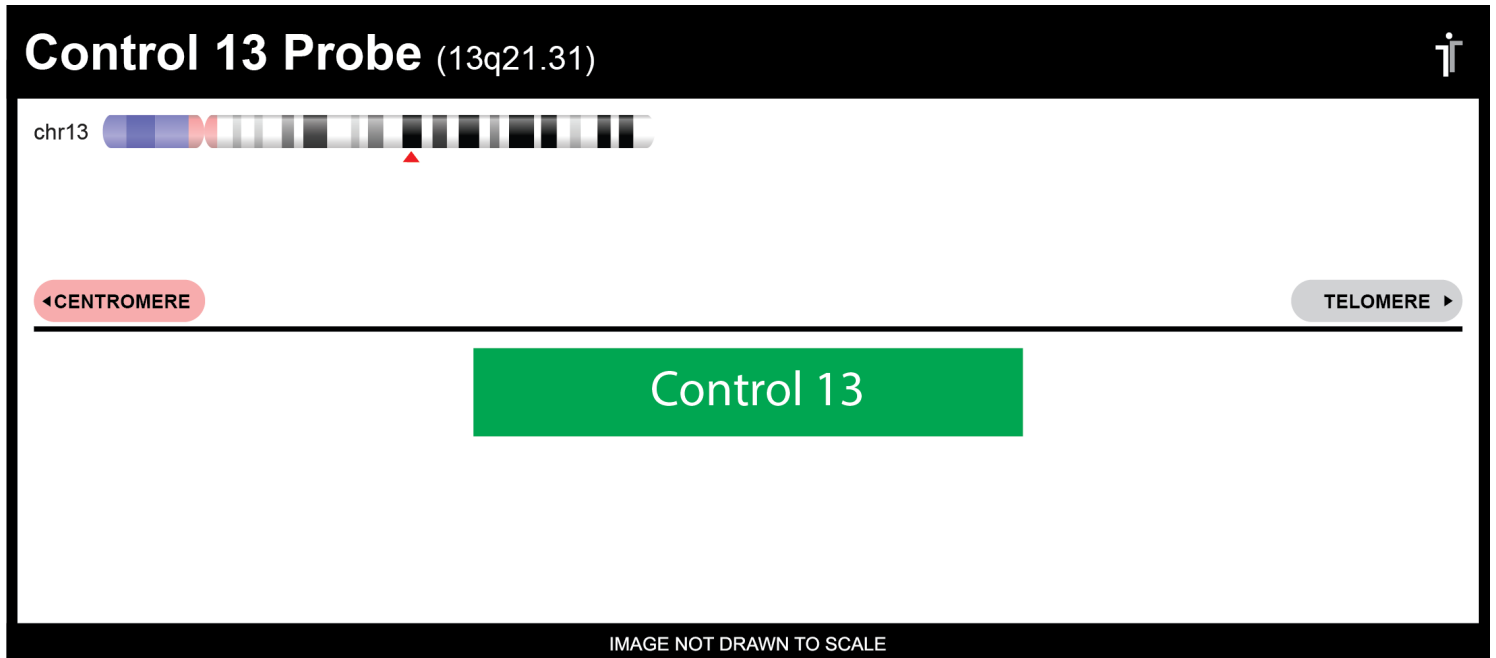 Control 13 Probe (13q21.31)
chr13
CENTROMERE
TELOMERE
Control 13
IMAGE NOT DRAWN TO SCALE